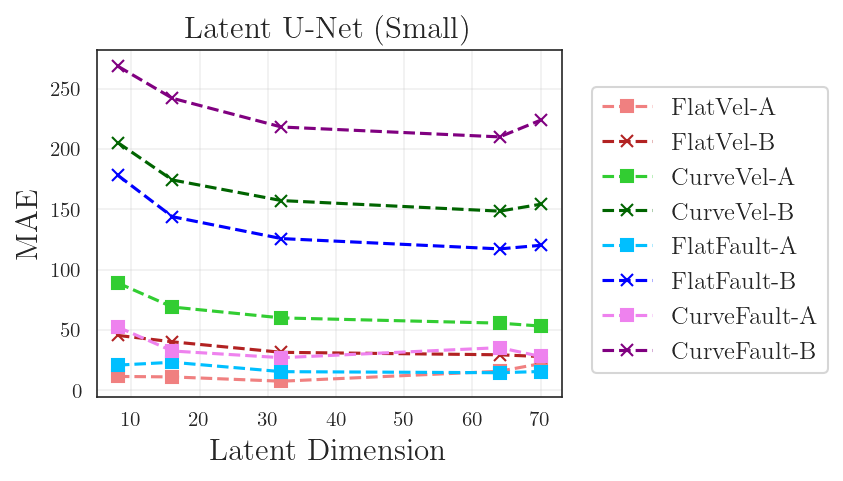 Latent U-Net (Small)
MAE
250
200
150
100
50
0
10 20 30 40 50 60 70
Latent Dimension
FlatVel-A
FlatVel-B
CurveVel-A
CurveVel-B
FlatFault-A
FlatFault-B
CurveFault-A
CurveFault-B